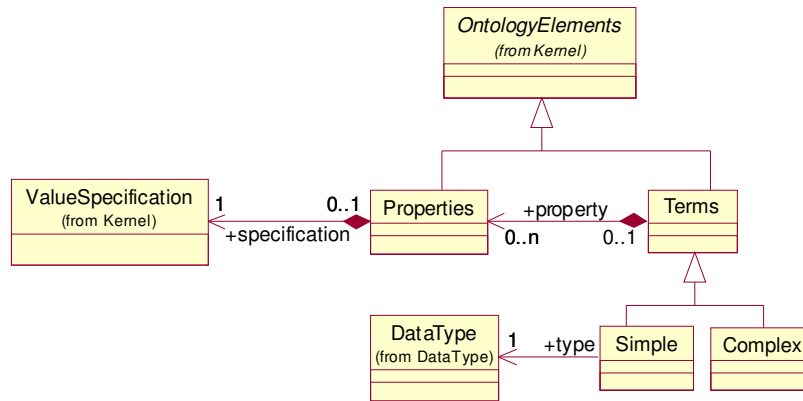 OntologyElements
(from Kernel)
ValueSpecification
(from Kernel)
1
0..1
+specification
Properties
+property
0..n
0..1
Terms
DataType
(from DataType)
1
+type
Simple
Complex